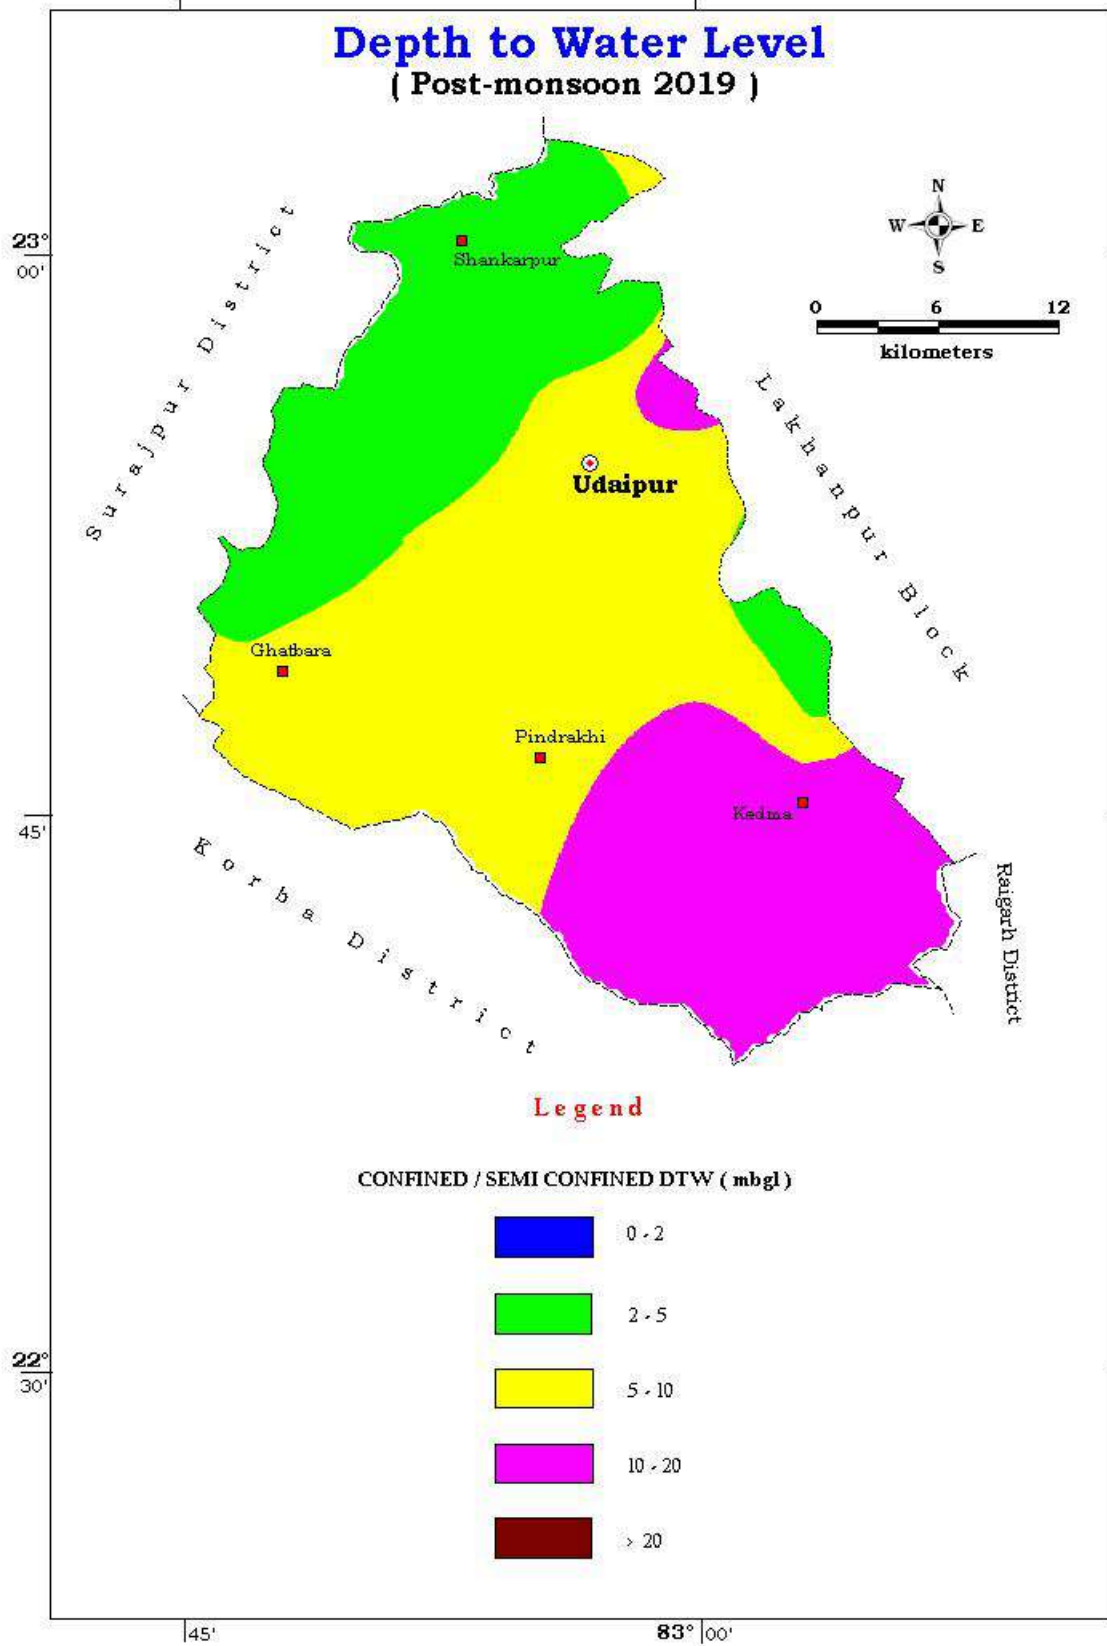 Depth to Water Level
( Post-monsoon 2019 )
N
W E
S
0 6 12
kilometers
23°
00'
Surajpur District
Shankarpur
Lakhanpur Block
Udaipur
Ghatbara
Pindrakhi
Kedma
45'
Korba District
Raigarh District
Legend
CONFINED / SEMI CONFINED DTW ( mbgl )
0 - 2
2 - 5
22°
30'
5 - 10
10 - 20
> 20
45' 83° 00'